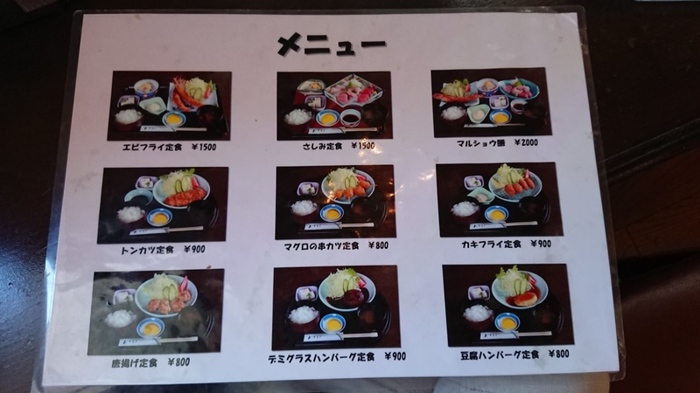 メニュー
エビフライ定食 ¥1500
さしみ定食 ¥1500
マルショウ膳 ¥2000
トンカツ定食 ¥900
マグロの串カツ定食 ¥800
カキフライ定食 ¥900
唐揚げ定食 ¥800
デミグラスハンバーグ定食 ¥900
豆腐ハンバーグ定食 ¥800